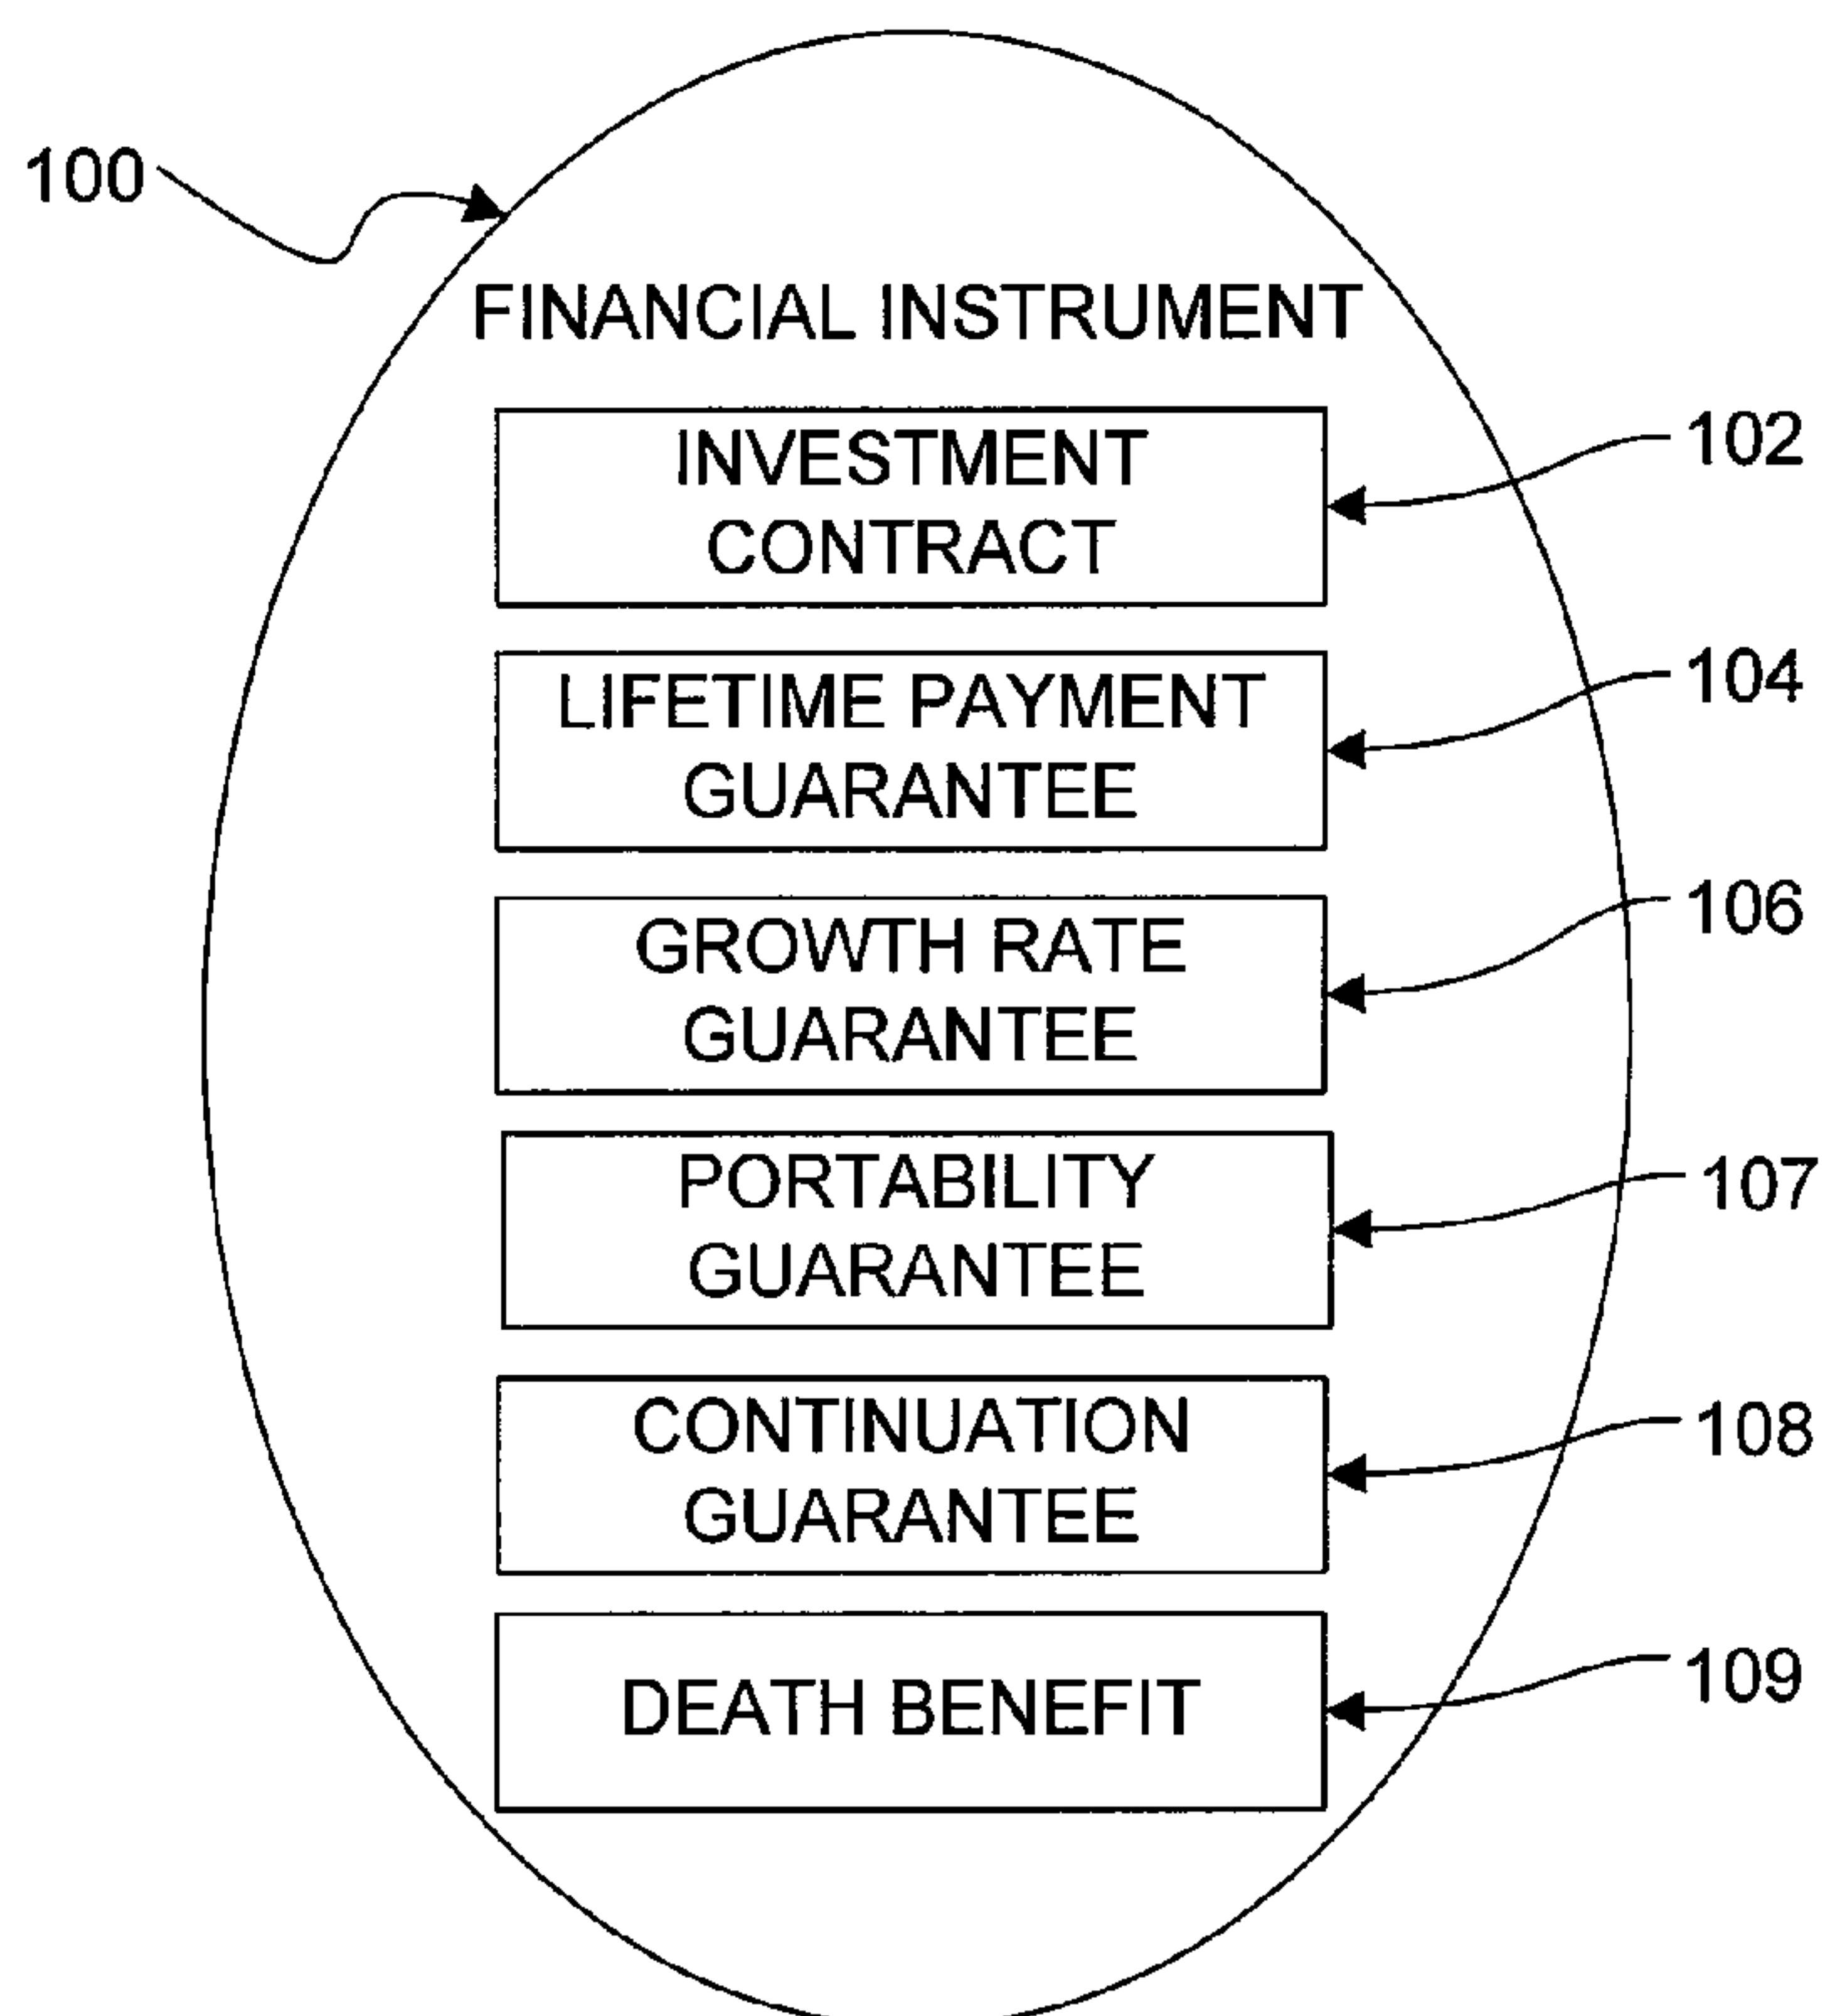 100
FINANCIAL INSTRUMENT
INVESTMENT
CONTRACT
102
LIFETIME PAYMENT
GUARANTEE
104
GROWTH RATE
GUARANTEE
106
PORTABILITY
GUARANTEE
107
CONTINUATION
GUARANTEE
108
DEATH BENEFIT
109